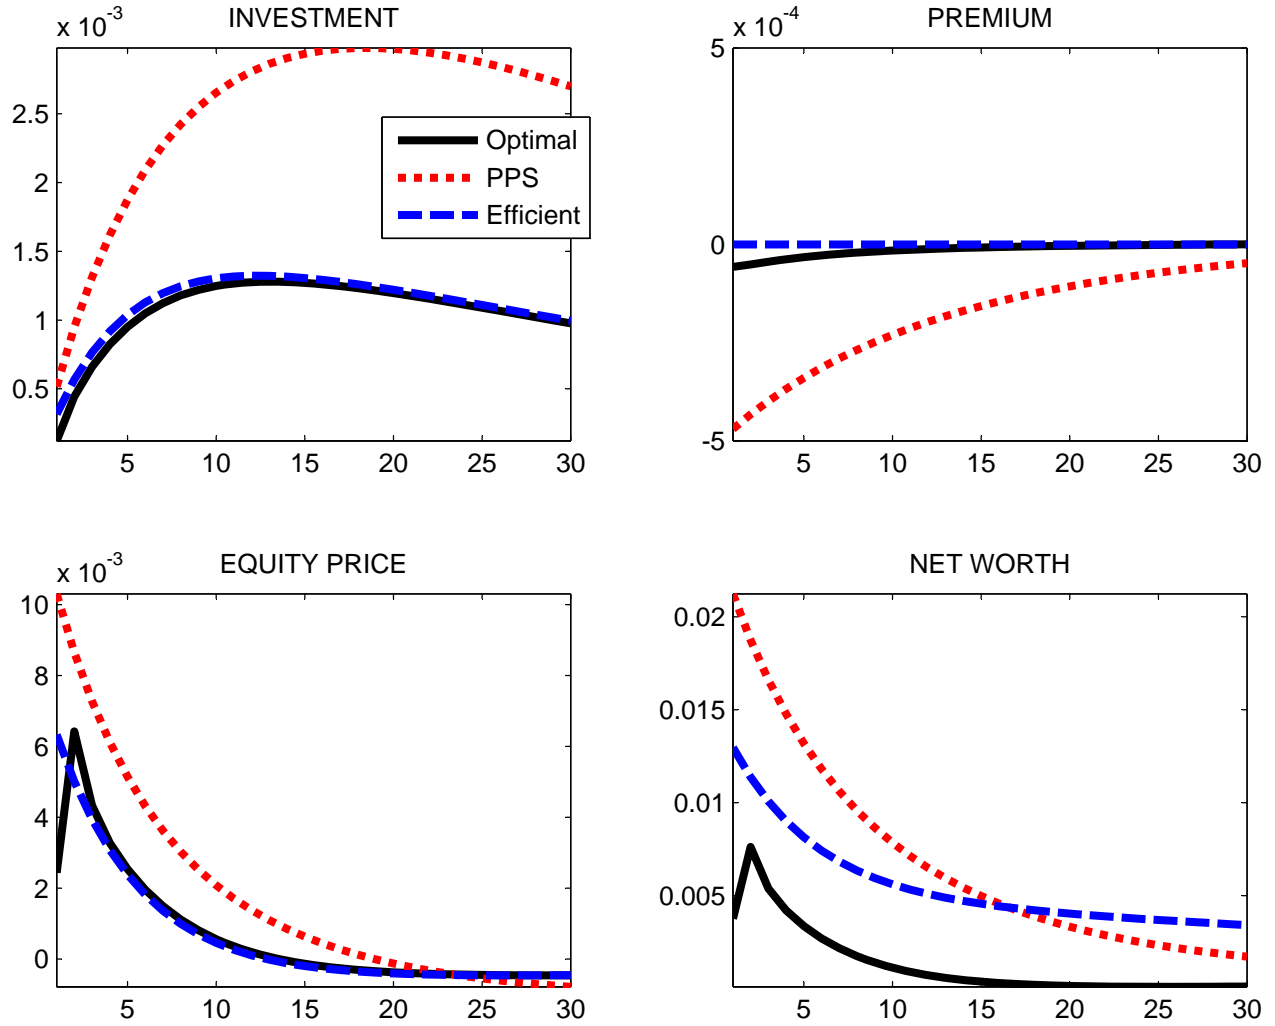 INVESTMENT
x 10-3
2.5
2
1.5
1
0.5
5 10 15 20 25 30
Optimal
PPS
Efficient
PREMIUM
x 10-4
5
0
-5
5 10 15 20 25 30
EQUITY PRICE
x 10-3
10
8
6
4
2
0
5 10 15 20 25 30
NET WORTH
0.02
0.015
0.01
0.005
5 10 15 20 25 30